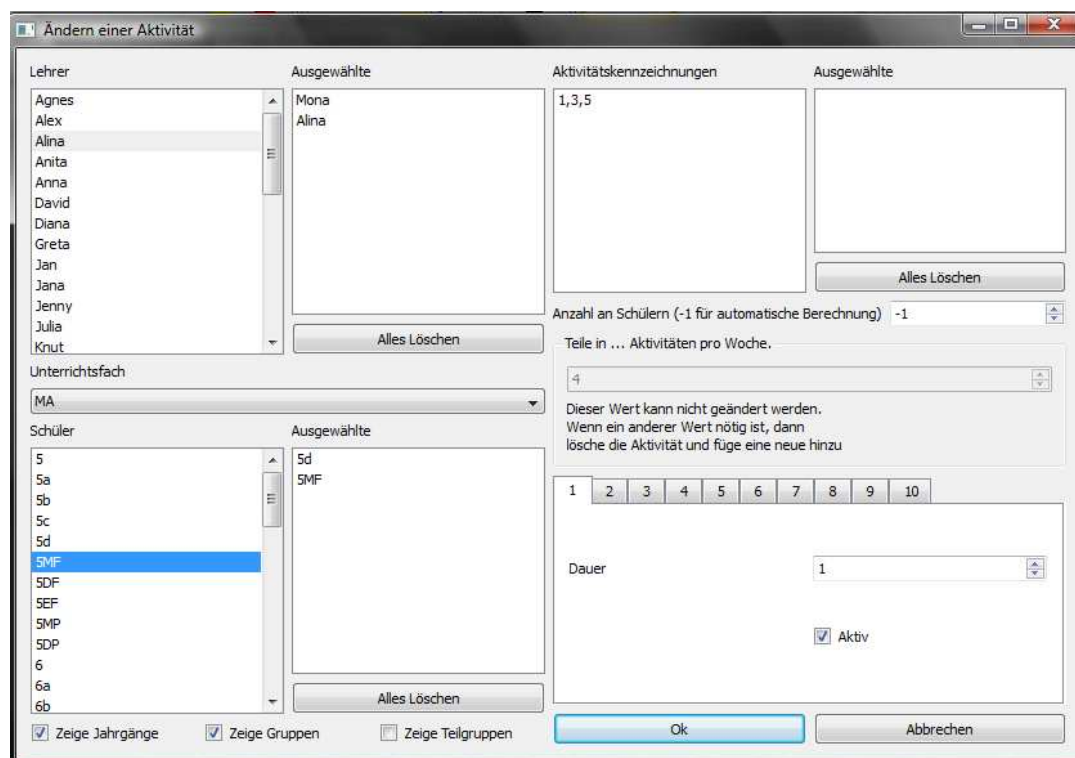 Ändern einer Aktivität
Lehrer
Agnes
Alex
Alina
Anita
Anna
David
Diana
Greta
Jan
Jana
Jenny
Julia
Knut
Ausgewählte
Mona
Alina
Alles Löschen
Aktivitätskennzeichnungen
1,3,5
Ausgewählte
Alles Löschen
Anzahl an Schülern (-1 für automatische Berechnung) -1
Teile in ... Aktivitäten pro Woche.
4
Dieser Wert kann nicht geändert werden.
Wenn ein anderer Wert nötig ist, dann
lösche die Aktivität und füge eine neue hinzu
Unterrichtsfach
MA
Schüler
5
5a
5b
5c
5d
5MF
5DF
5EF
5MP
5DP
6
6a
6b
Ausgewählte
5d
5MF
Alles Löschen
1 2 3 4 5 6 7 8 9 10
Dauer 1
Aktiv
Zeige Jahrgänge Zeige Gruppen Zeige Teilgruppen
Ok Abbrechen